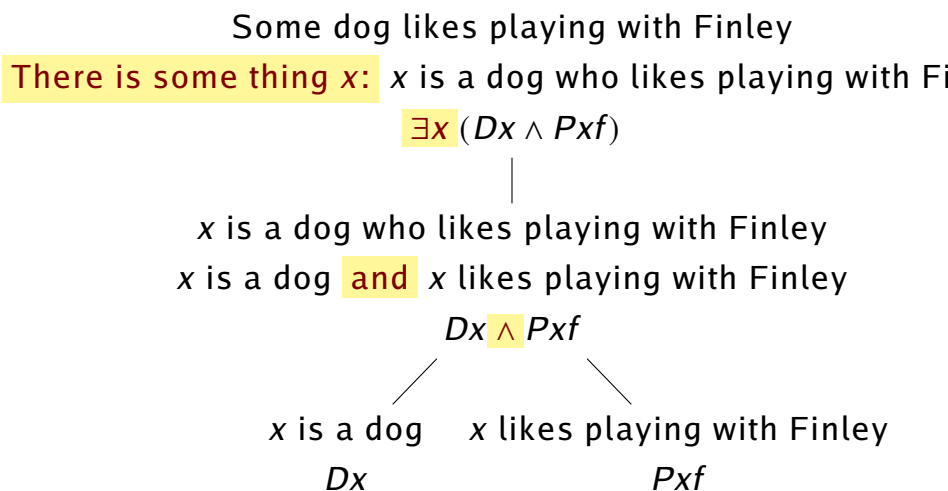 Some dog likes playing with Finley
There is some thing x: x is a dog who likes playing with Fi
∃x (Dx ∧ Pxf)
x is a dog who likes playing with Finley
x is a dog and x likes playing with Finley
Dx ∧ Pxf
x is a dog x likes playing with Finley
Dx Pxf